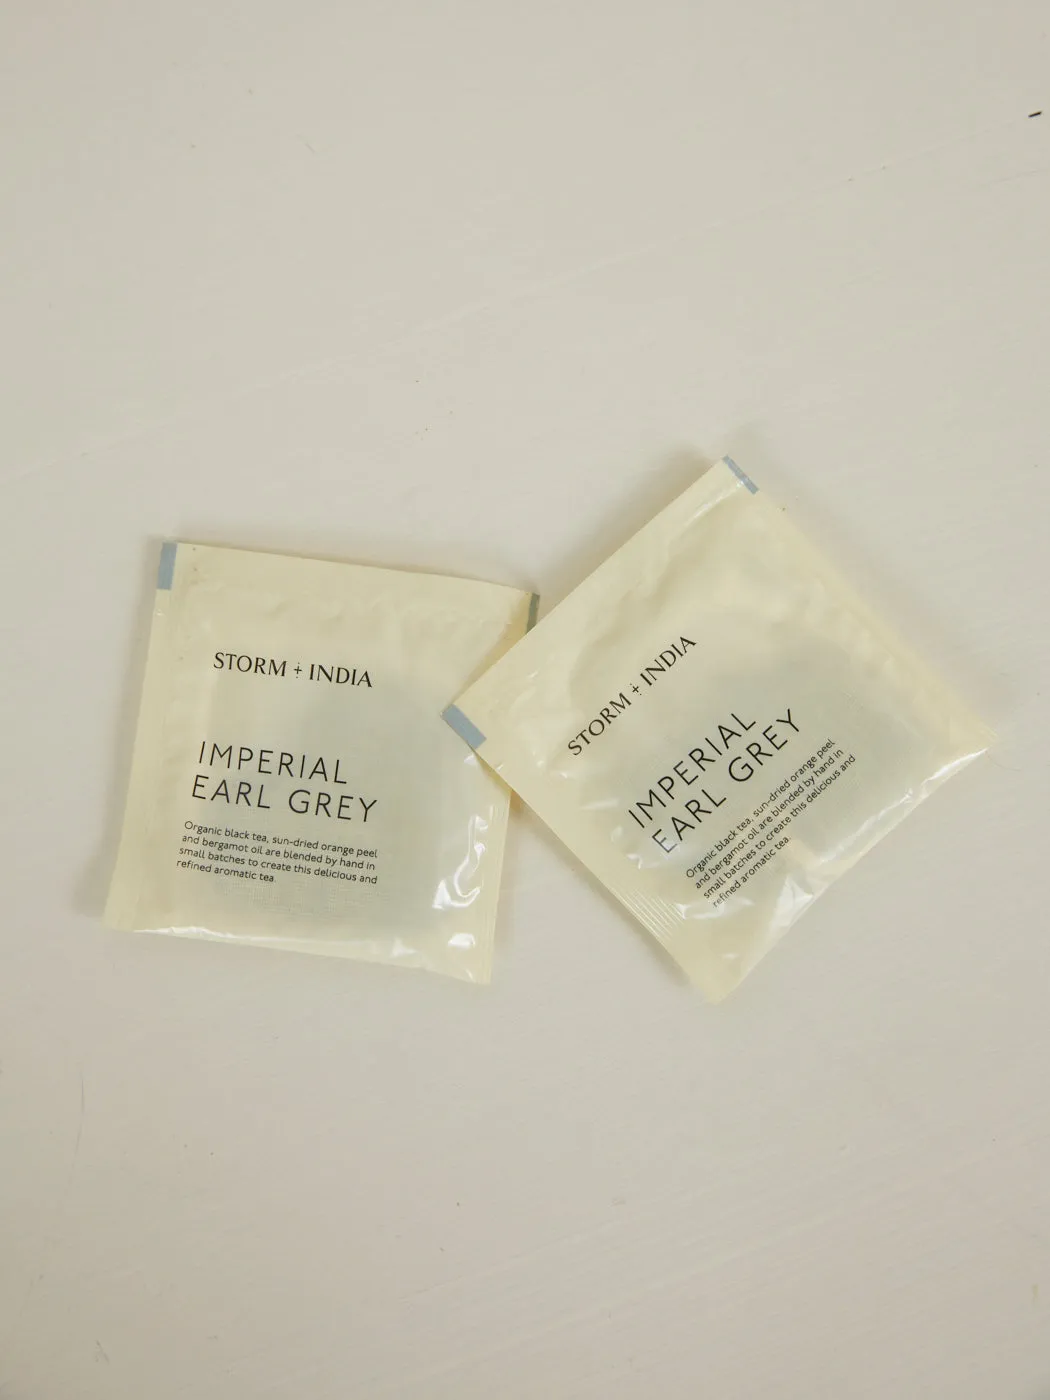 STORM + INDIA
IMPERIAL
EARL GREY
Organic black tea, sun-dried orange peel
and bergamot oil are blended by hand in
small batches to create this delicious and
refined aromatic tea.
STORM + INDIA
IMPERIAL
EARL GREY
Organic black tea, sun-dried orange peel
and bergamot oil are blended by hand in
small batches to create this delicious and
refined aromatic tea.